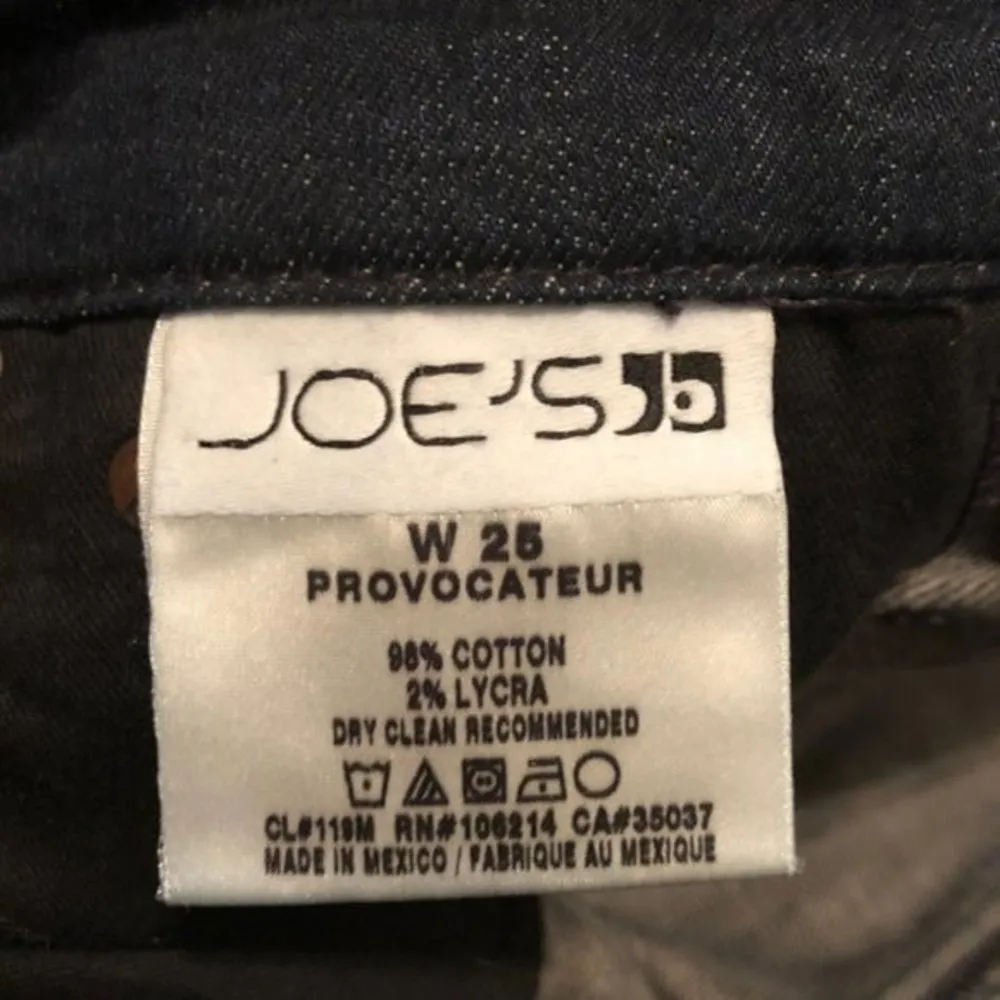 JOE'S
W 25
PROVOCATEUR
98% COTTON
2% LYCRA
DRY CLEAN RECOMMENDED
CL#119M RN#106214 CA#35037
MADE IN MEXICO / FABRIQUE AU MEXIQUE